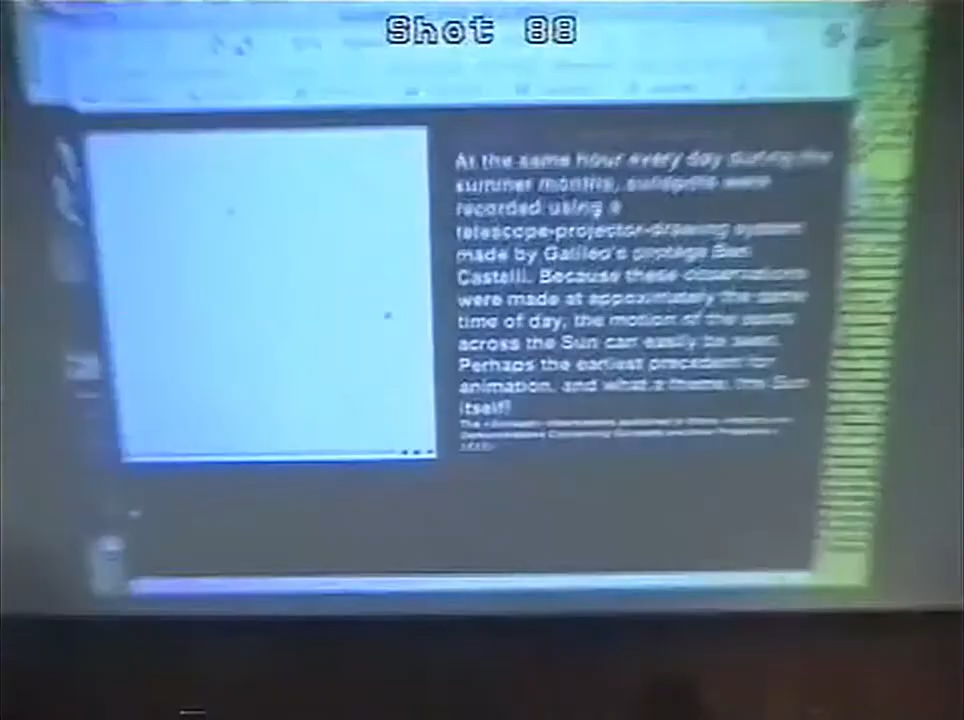 Shot 88
At the same hour every day during the
summer months, sunspots were
recorded using a
telescope-projector-drawing system
made by Galileo's protege Ben
Castelli. Because these observations
were made at appoximately the same
time of day, the motion of the spots
across the Sun can easily be seen.
Perhaps the earliest precedent for
animation, and what a theme, the Sun
itself!